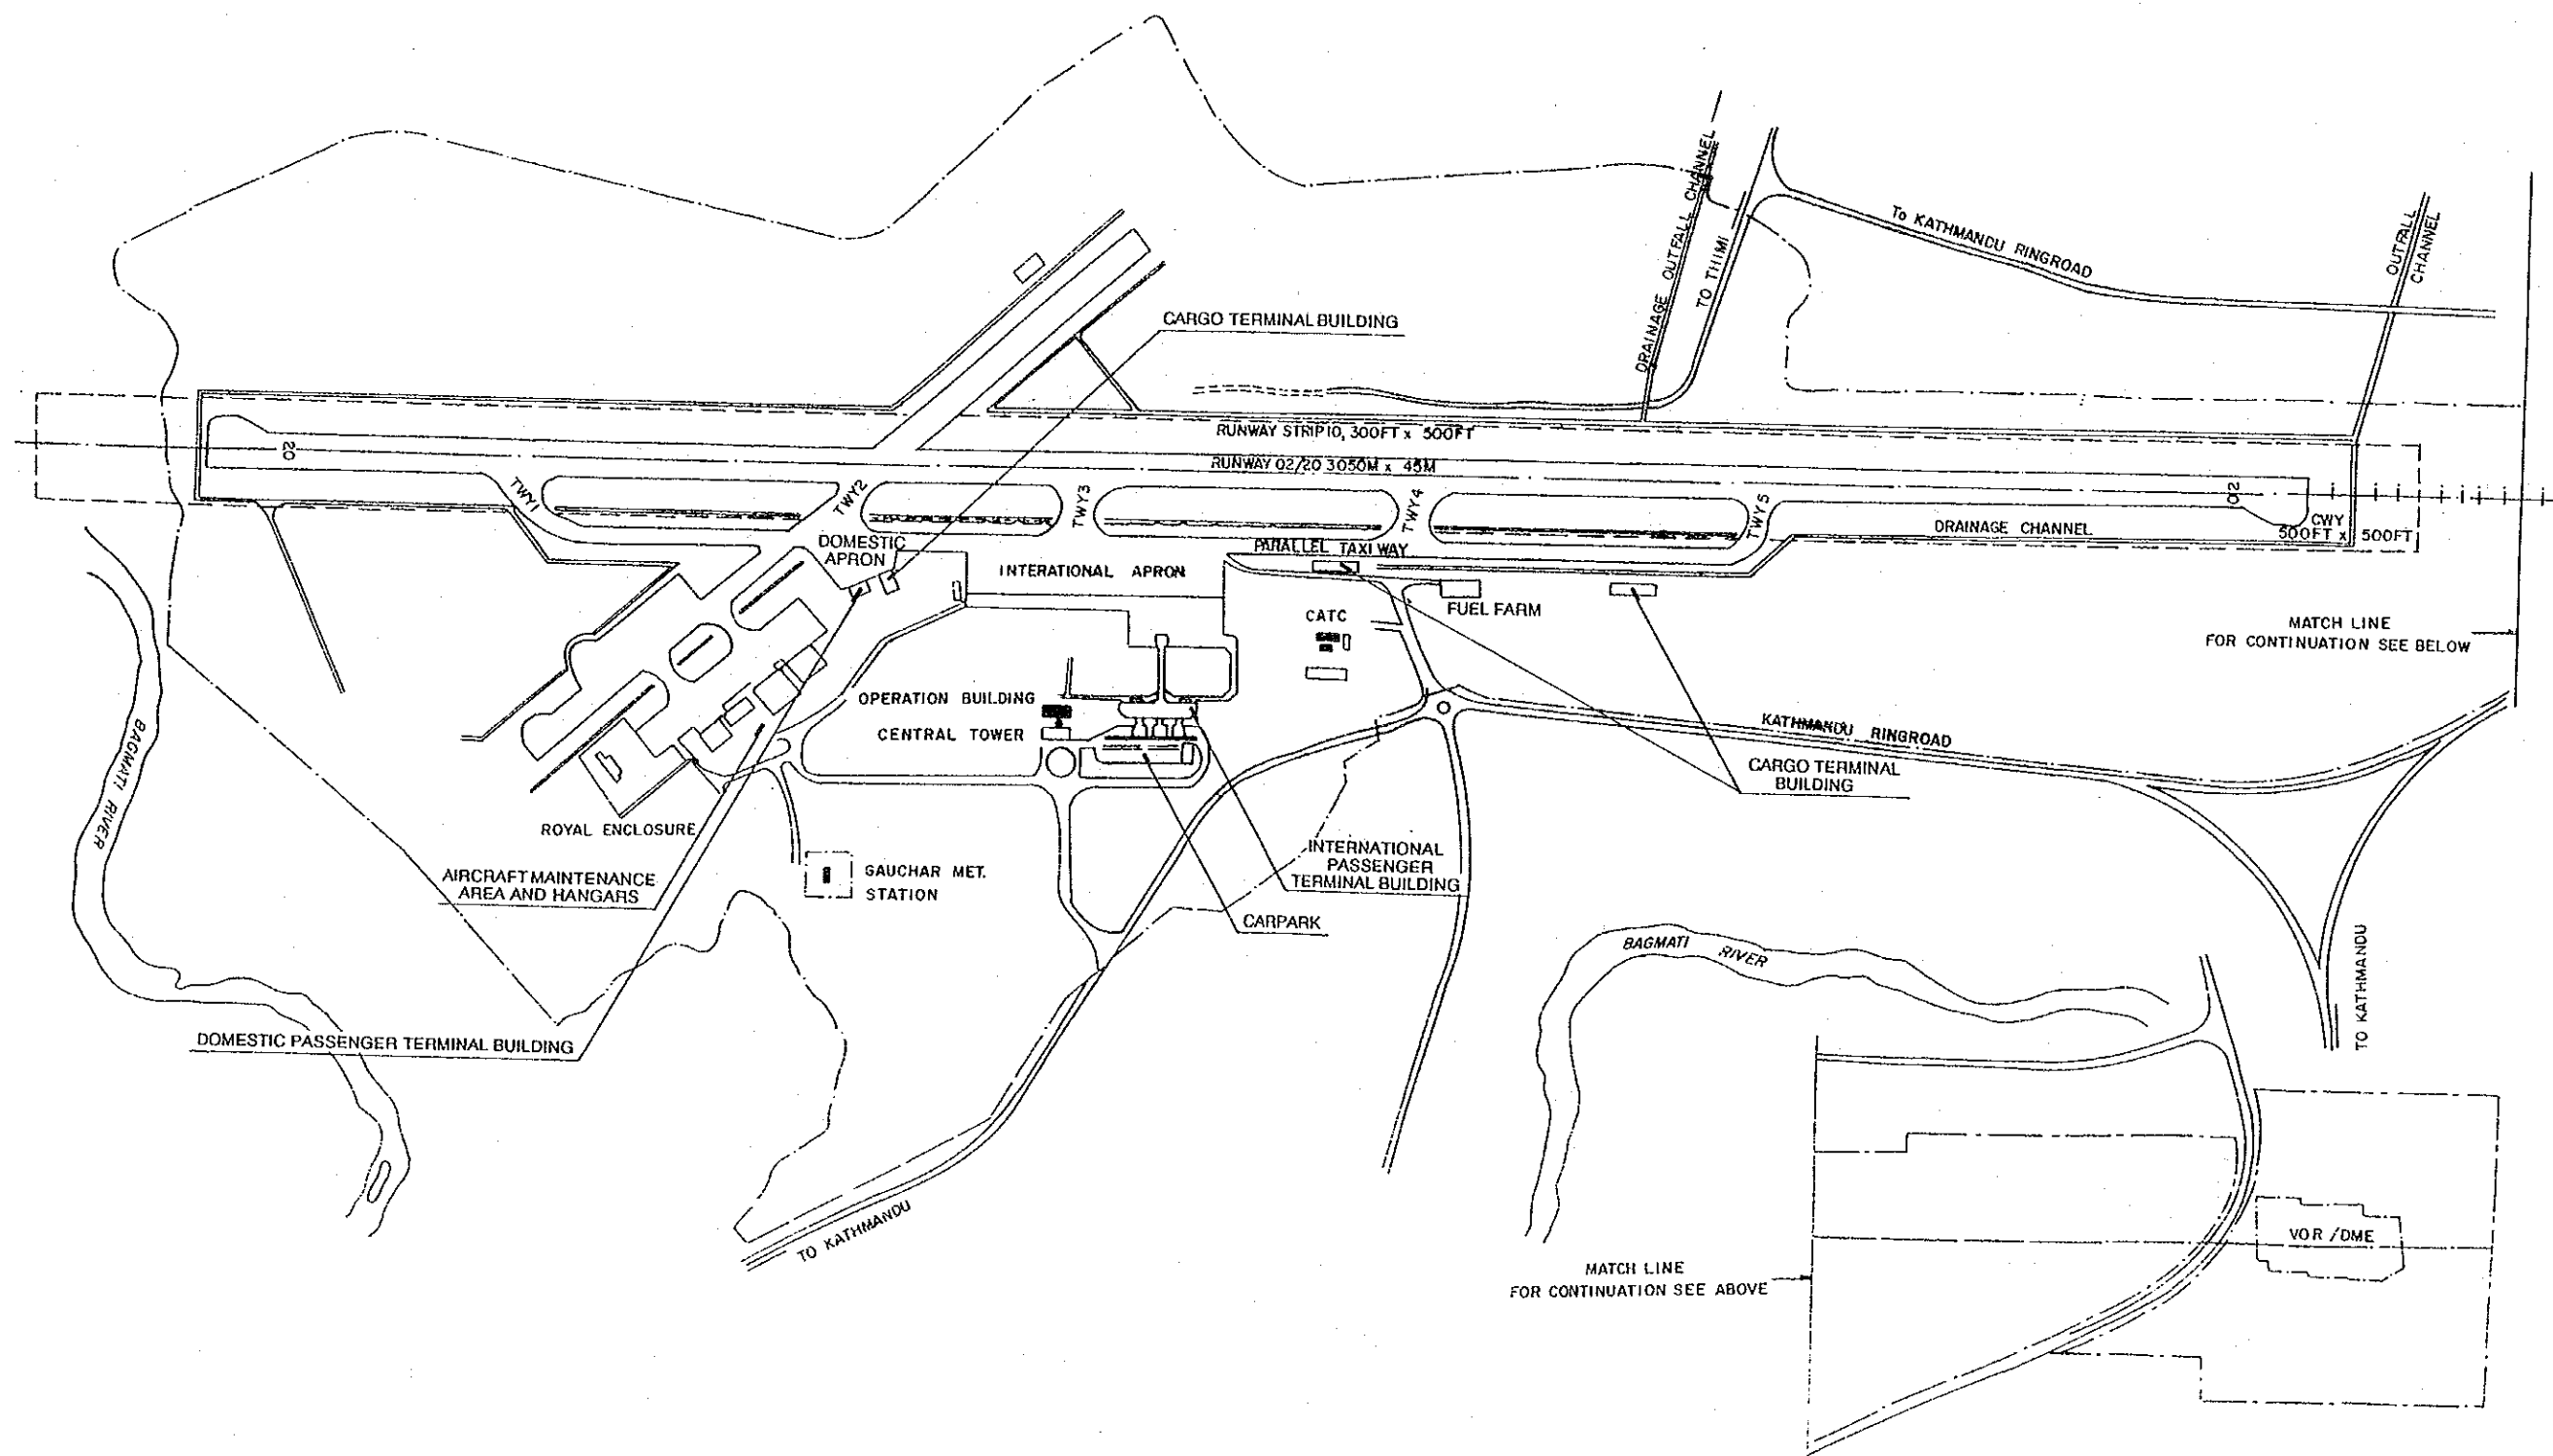 DRAINAGE OUTFALL CHANNEL
TO THIMI
To KATHMANDU RINGROAD
OUTFALL
CHANNEL
CARGO TERMINAL BUILDING
RUNWAY STRIP 10, 300FT x 500FT
RUNWAY 02/20 3050M x 45M
20
02
TWY1
TWY2
TWY3
TWY4
TWY5
DRAINAGE CHANNEL
CWY
500FT x 500FT
DOMESTIC
APRON
PARALLEL TAXIWAY
INTERATIONAL APRON
FUEL FARM
CATC
MATCH LINE
FOR CONTINUATION SEE BELOW
OPERATION BUILDING
CENTRAL TOWER
KATHMANDU RINGROAD
CARGO TERMINAL
BUILDING
BAGMATI RIVER
ROYAL ENCLOSURE
AIRCRAFT MAINTENANCE
AREA AND HANGARS
GAUCHAR MET.
STATION
INTERNATIONAL
PASSENGER
TERMINAL BUILDING
CARPARK
DOMESTIC PASSENGER TERMINAL BUILDING
BAGMATI RIVER
TO KATHMANDU
TO KATHMANDU
VOR / DME
MATCH LINE
FOR CONTINUATION SEE ABOVE